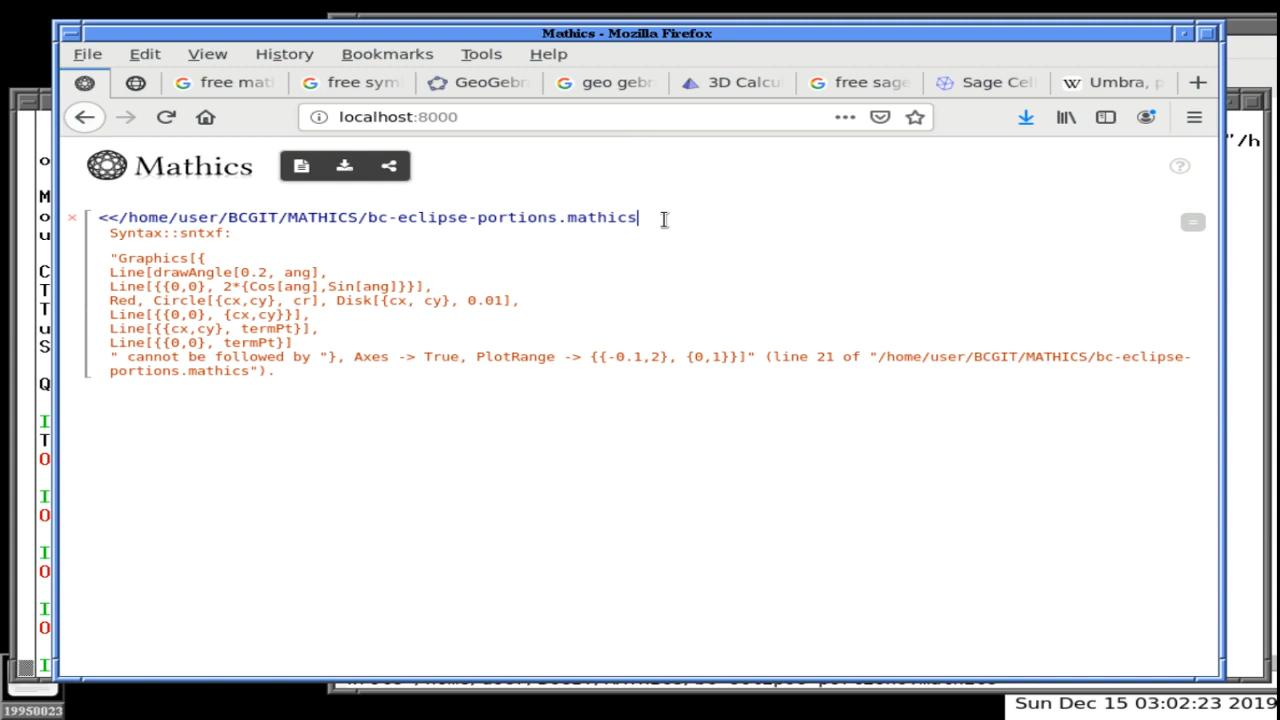 Mathics - Mozilla Firefox
File Edit View History Bookmarks Tools Help
free mat free sym GeoGebr geo gebr 3D Calcu free sage Sage Cell Umbra, p
localhost:8000
"/h
Mathics
<</home/user/BCGIT/MATHICS/bc-eclipse-portions.mathics
=
Syntax::sntxf:
"Graphics[{
Line[drawAngle[0.2, ang],
Line[{{0,0}, 2*{Cos[ang],Sin[ang]}}],
Red, Circle[{cx,cy}, cr], Disk[{cx, cy}, 0.01],
Line[{{0,0}, {cx,cy}}],
Line[{{cx,cy}, termPt}],
Line[{{0,0}, termPt}]
" cannot be followed by "}, Axes -> True, PlotRange -> {{-0.1,2}, {0,1}}]" (line 21 of "/home/user/BCGIT/MATHICS/bc-eclipse-
portions.mathics").
o
M
o
u
C
T
T
u
S
Q
I
T
O
I
O
I
O
I
O
I
19950023
Sun Dec 15 03:02:23 2019